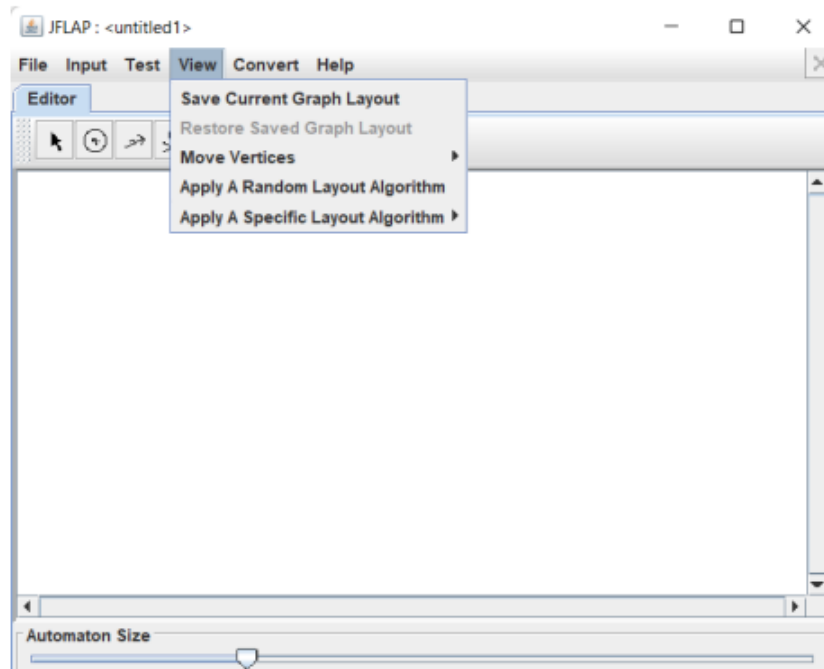 JFLAP : <untitled1>
File Input Test View Convert Help
Editor
Save Current Graph Layout
Restore Saved Graph Layout
Move Vertices
Apply A Random Layout Algorithm
Apply A Specific Layout Algorithm
Automaton Size